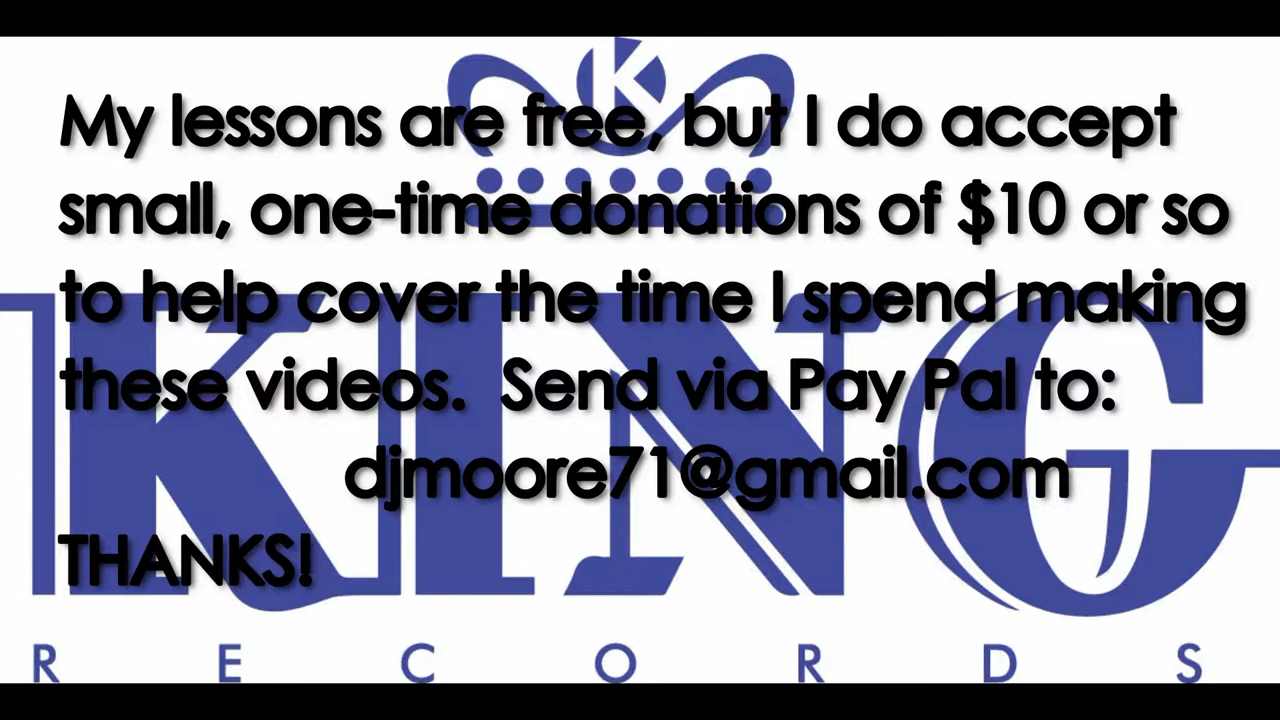 K
My lessons are free, but I do accept
small, one-time donations of $10 or so
to help cover the time I spend making
these videos.  Send via Pay Pal to:
djmoore71@gmail.com
THANKS!
KING
RECORDS